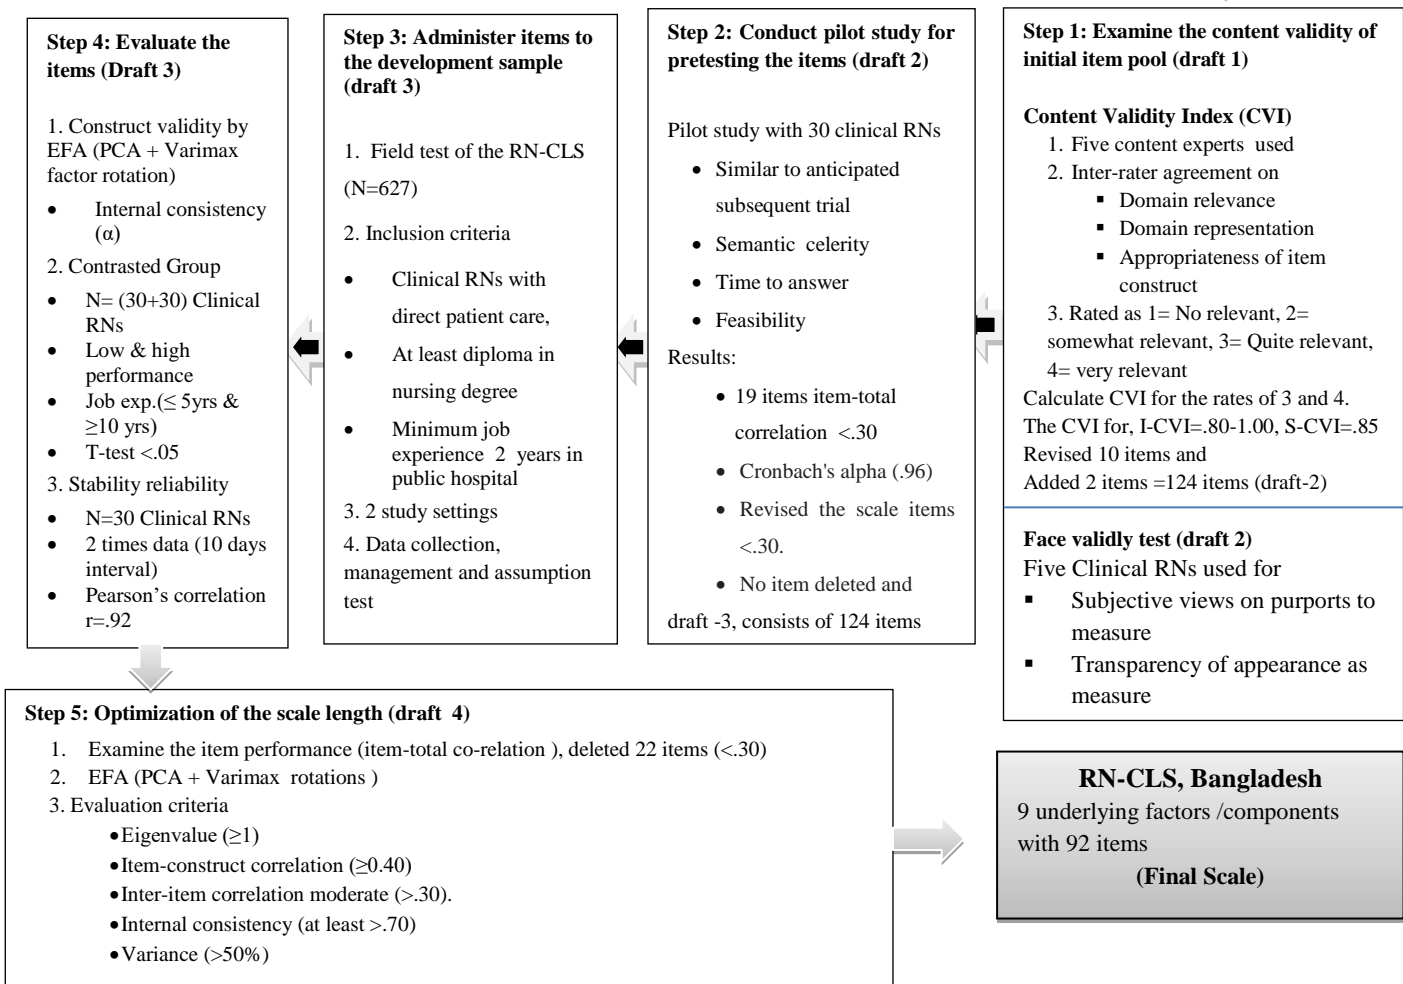 Step 4: Evaluate the
items (Draft 3)
1. Construct validity by
EFA (PCA + Varimax
factor rotation)
• Internal consistency
(α)
2. Contrasted Group
• N= (30+30) Clinical
RNs
• Low & high
performance
• Job exp.(≤ 5yrs &
≥10 yrs)
• T-test <.05
3. Stability reliability
• N=30 Clinical RNs
• 2 times data (10 days
interval)
• Pearson’s correlation
r=.92
Step 3: Administer items to
the development sample
(draft 3)
1. Field test of the RN-CLS
(N=627)
2. Inclusion criteria
• Clinical RNs with
direct patient care,
• At least diploma in
nursing degree
• Minimum job
experience 2 years in
public hospital
3. 2 study settings
4. Data collection,
management and assumption
test
Step 2: Conduct pilot study for
pretesting the items (draft 2)
Pilot study with 30 clinical RNs
• Similar to anticipated
subsequent trial
• Semantic celerity
• Time to answer
• Feasibility
Results:
• 19 items item-total
correlation <.30
• Cronbach's alpha (.96)
• Revised the scale items
<.30.
• No item deleted and
draft -3, consists of 124 items
Step 1: Examine the content validity of
initial item pool (draft 1)
Content Validity Index (CVI)
1. Five content experts used
2. Inter-rater agreement on
▪ Domain relevance
▪ Domain representation
▪ Appropriateness of item
construct
3. Rated as 1= No relevant, 2=
somewhat relevant, 3= Quite relevant,
4= very relevant
Calculate CVI for the rates of 3 and 4.
The CVI for, I-CVI=.80-1.00, S-CVI=.85
Revised 10 items and
Added 2 items =124 items (draft-2)
Face validly test (draft 2)
Five Clinical RNs used for
▪ Subjective views on purports to
measure
▪ Transparency of appearance as
measure
Step 5: Optimization of the scale length (draft 4)
1. Examine the item performance (item-total co-relation ), deleted 22 items (<.30)
2. EFA (PCA + Varimax rotations )
3. Evaluation criteria
• Eigenvalue (≥1)
• Item-construct correlation (≥0.40)
• Inter-item correlation moderate (>.30).
• Internal consistency (at least >.70)
• Variance (>50%)
RN-CLS, Bangladesh
9 underlying factors /components
with 92 items
(Final Scale)